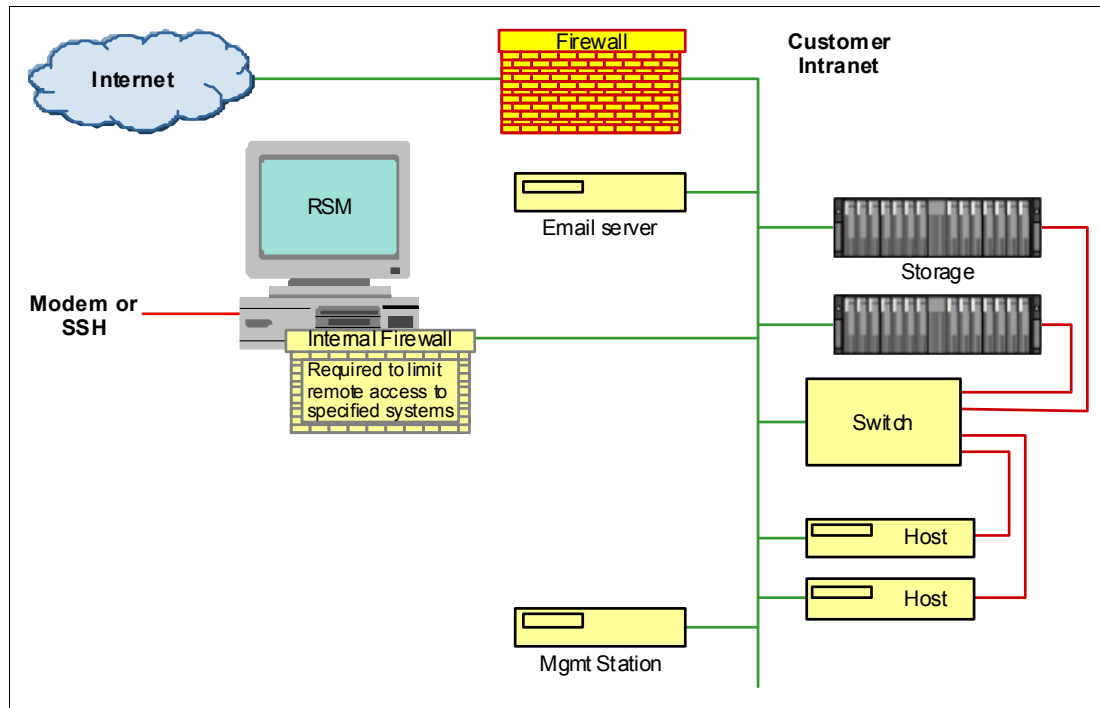 Internet
Firewall
Customer
Intranet
RSM
Email server
Storage
Modem or
SSH
Internal Firewall
Required to limit
remote access to
specified systems
Switch
Host
Host
Mgmt Station